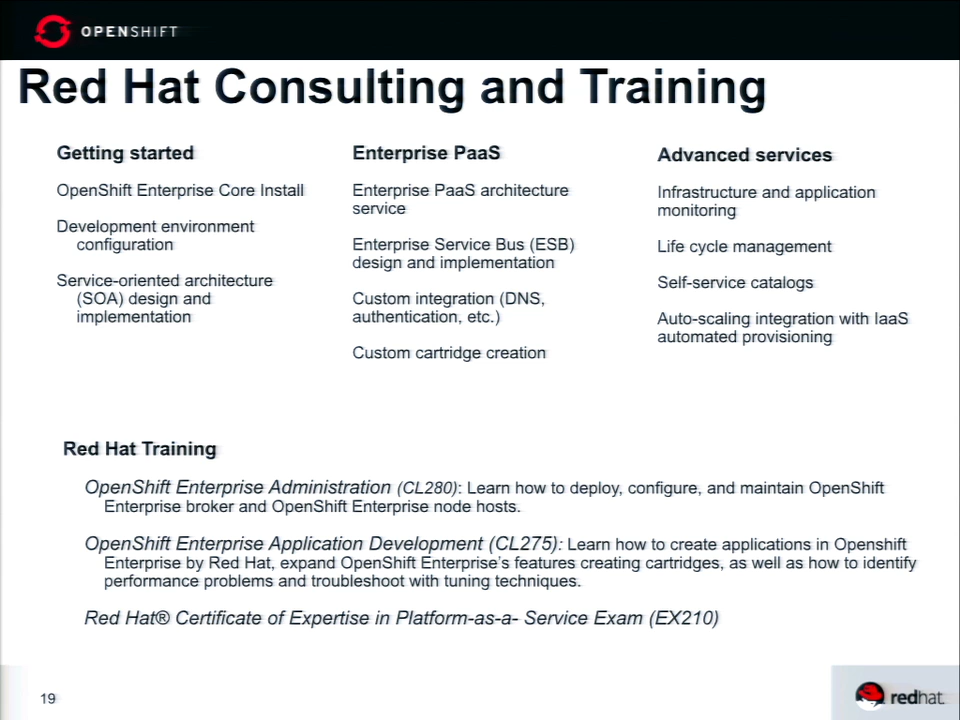 OPENSHIFT
Red Hat Consulting and Training
Getting started
OpenShift Enterprise Core Install
Development environment
configuration
Service-oriented architecture
(SOA) design and
implementation
Enterprise PaaS
Enterprise PaaS architecture
service
Enterprise Service Bus (ESB)
design and implementation
Custom integration (DNS,
authentication, etc.)
Custom cartridge creation
Advanced services
Infrastructure and application
monitoring
Life cycle management
Self-service catalogs
Auto-scaling integration with IaaS
automated provisioning
Red Hat Training
OpenShift Enterprise Administration (CL280): Learn how to deploy, configure, and maintain OpenShift
Enterprise broker and OpenShift Enterprise node hosts.
OpenShift Enterprise Application Development (CL275): Learn how to create applications in Openshift
Enterprise by Red Hat, expand OpenShift Enterprise's features creating cartridges, as well as how to identify
performance problems and troubleshoot with tuning techniques.
Red Hat® Certificate of Expertise in Platform-as-a- Service Exam (EX210)
19
redhat.